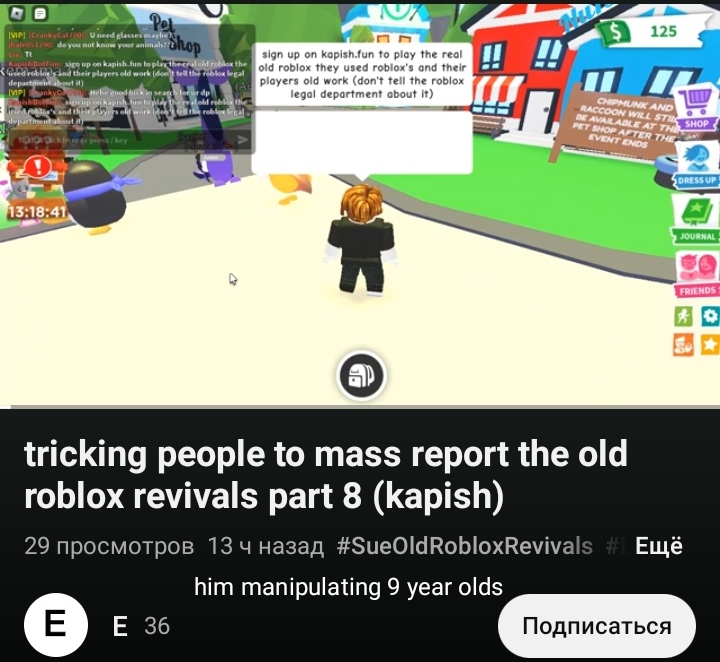 Pet
Shop
[VIP] [CrankyCat700]: U need glasses maybe?
do you not know your animals?
Tt
KapishDotFun: sign up on kapish.fun to play the real old roblox they
used roblox's and their players old work (don't tell the roblox legal
department about it)
Hehe good luck in search for ur dp
sign up on kapish.fun to play the real old roblox they
used roblox's and their players old work (don't tell the roblox legal
department about it)
sign up on kapish.fun to play the real
old roblox they used roblox's and their
players old work (don't tell the roblox
legal department about it)
$ 125
CHIPMUNK AND
RACCOON WILL STILL
BE AVAILABLE AT THE
PET SHOP AFTER THE
EVENT ENDS
SHOP
DRESS UP
JOURNAL
FRIENDS
13:18:41
tricking people to mass report the old
roblox revivals part 8 (kapish)
29 просмотров 13 ч назад #SueOldRobloxRevivals # Ещё
him manipulating 9 year olds
E E 36 Подписаться